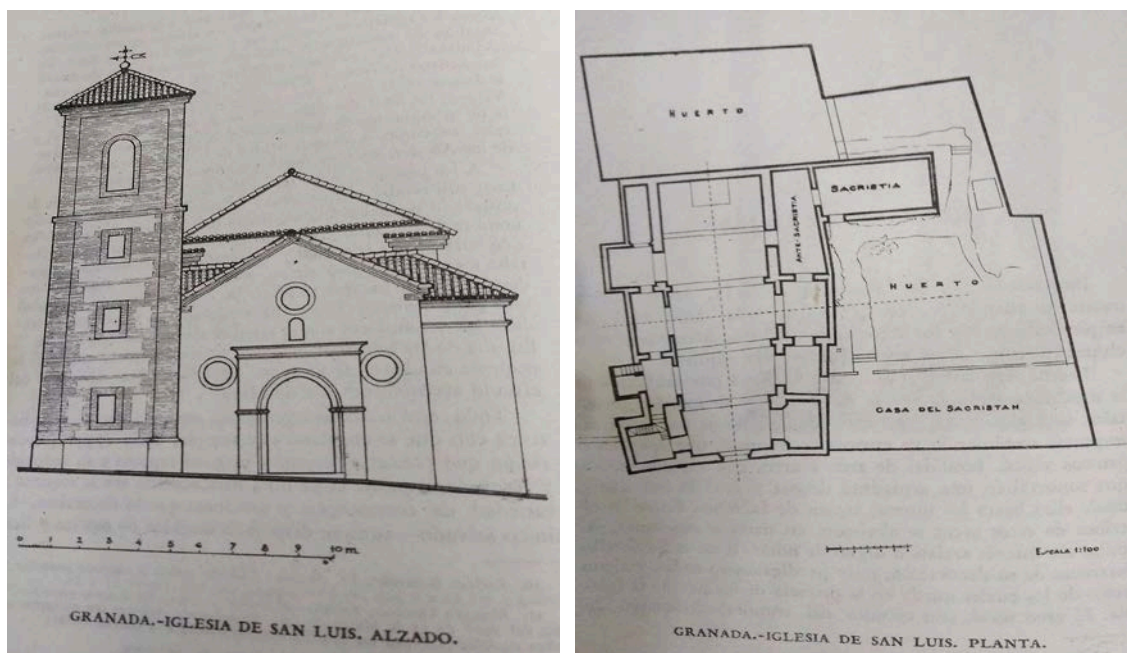 0 1 2 3 4 5 6 7 8 9 10 m.
GRANADA.-IGLESIA DE SAN LUIS. ALZADO.
HUERTO
SACRISTIA
ANTE-SACRISTIA
HUERTO
CASA DEL SACRISTAN
ESCALA 1:100
GRANADA.-IGLESIA DE SAN LUIS. PLANTA.